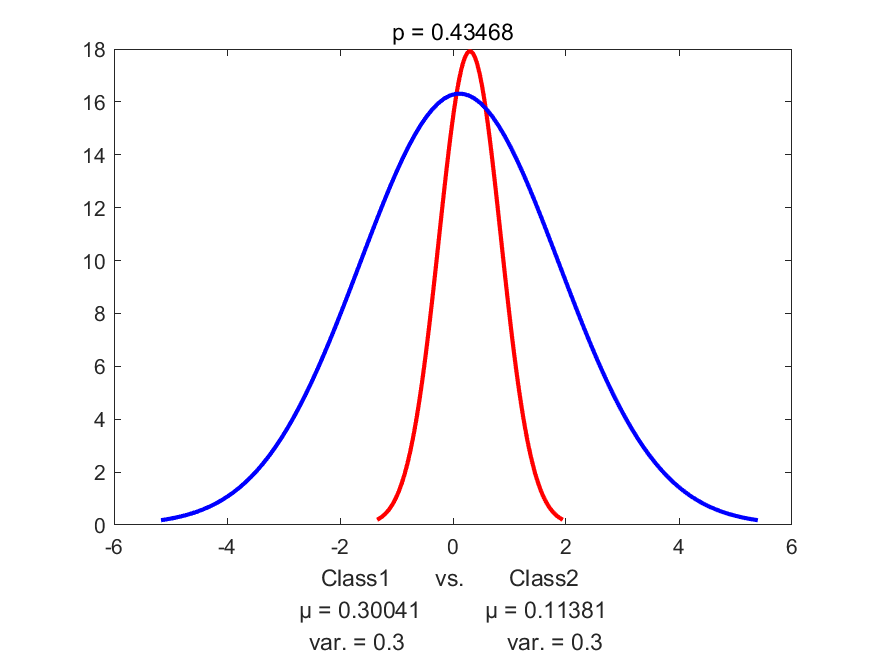 p = 0.43468
18
16
14
12
10
8
6
4
2
0
-6 -4 -2 0 2 4 6
Class1 vs. Class2
μ = 0.30041 μ = 0.11381
var. = 0.3 var. = 0.3